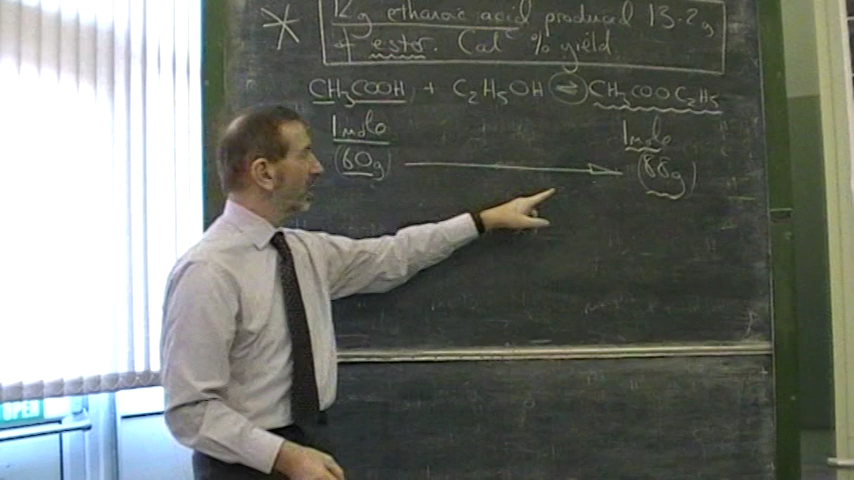 12g ethanoic acid produced 13.2g
of ester. Cal % yield.
CH₃COOH + C₂H₅OH ⇌ CH₃COOC₂H₅
1mole 1mole
(60g) (88g)
OPEN